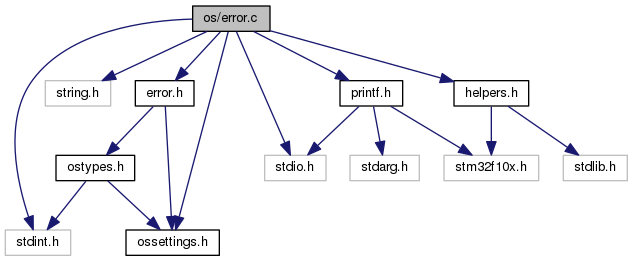 os/error.c
string.h
error.h
printf.h
helpers.h
ostypes.h
stdio.h
stdarg.h
stm32f10x.h
stdlib.h
stdint.h
ossettings.h